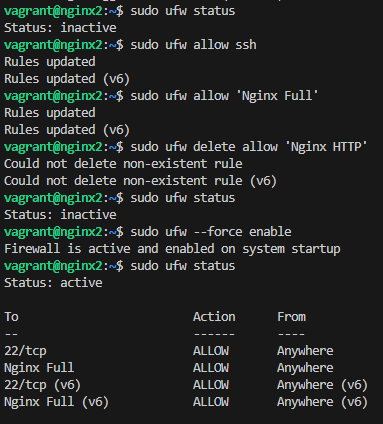 vagrant@nginx2:~$ sudo ufw status
Status: inactive
vagrant@nginx2:~$ sudo ufw allow ssh
Rules updated
Rules updated (v6)
vagrant@nginx2:~$ sudo ufw allow 'Nginx Full'
Rules updated
Rules updated (v6)
vagrant@nginx2:~$ sudo ufw delete allow 'Nginx HTTP'
Could not delete non-existent rule
Could not delete non-existent rule (v6)
vagrant@nginx2:~$ sudo ufw status
Status: inactive
vagrant@nginx2:~$ sudo ufw --force enable
Firewall is active and enabled on system startup
vagrant@nginx2:~$ sudo ufw status
Status: active

To                         Action      From
--                         ------      ----
22/tcp                     ALLOW       Anywhere
Nginx Full                 ALLOW       Anywhere
22/tcp (v6)                ALLOW       Anywhere (v6)
Nginx Full (v6)            ALLOW       Anywhere (v6)